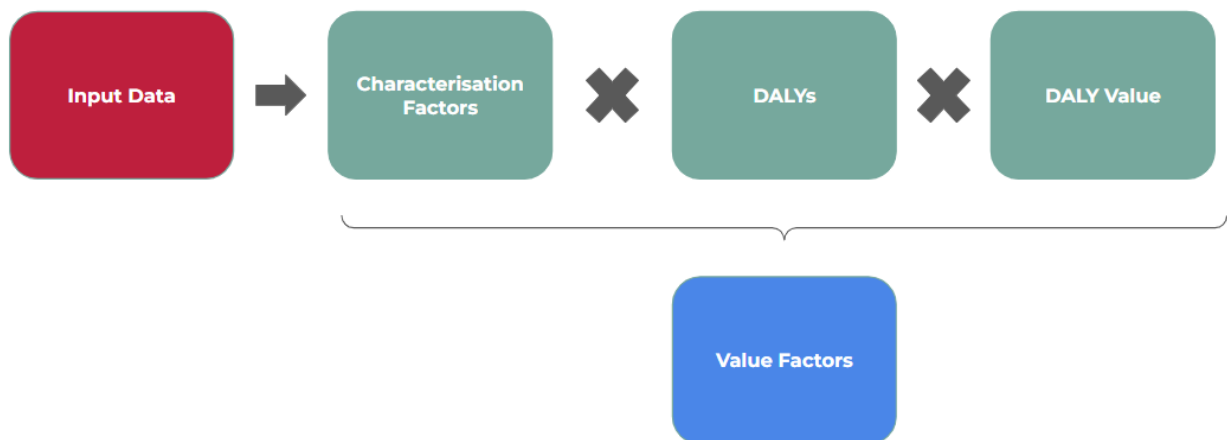 Input Data
Characterisation
Factors
DALYs
DALY Value
Value Factors